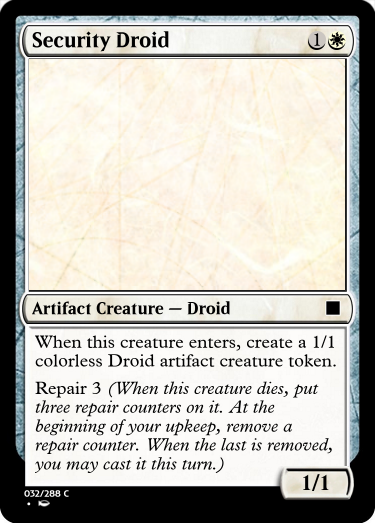 Security Droid 1
Artifact Creature — Droid
When this creature enters, create a 1/1
colorless Droid artifact creature token.
Repair 3 (When this creature dies, put
three repair counters on it. At the
beginning of your upkeep, remove a
repair counter. When the last is removed,
you may cast it this turn.)
1/1
032/288 C